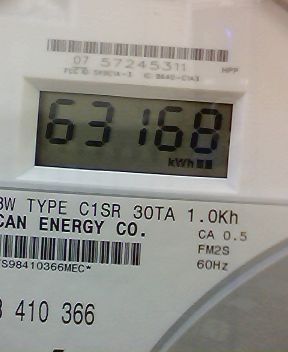 07 57245311
HPP
63168
kWh
3W TYPE C1SR 30TA 1.0Kh
CAN ENERGY CO.
CA 0.5
FM2S
60Hz
S98410366MEC*
410 366